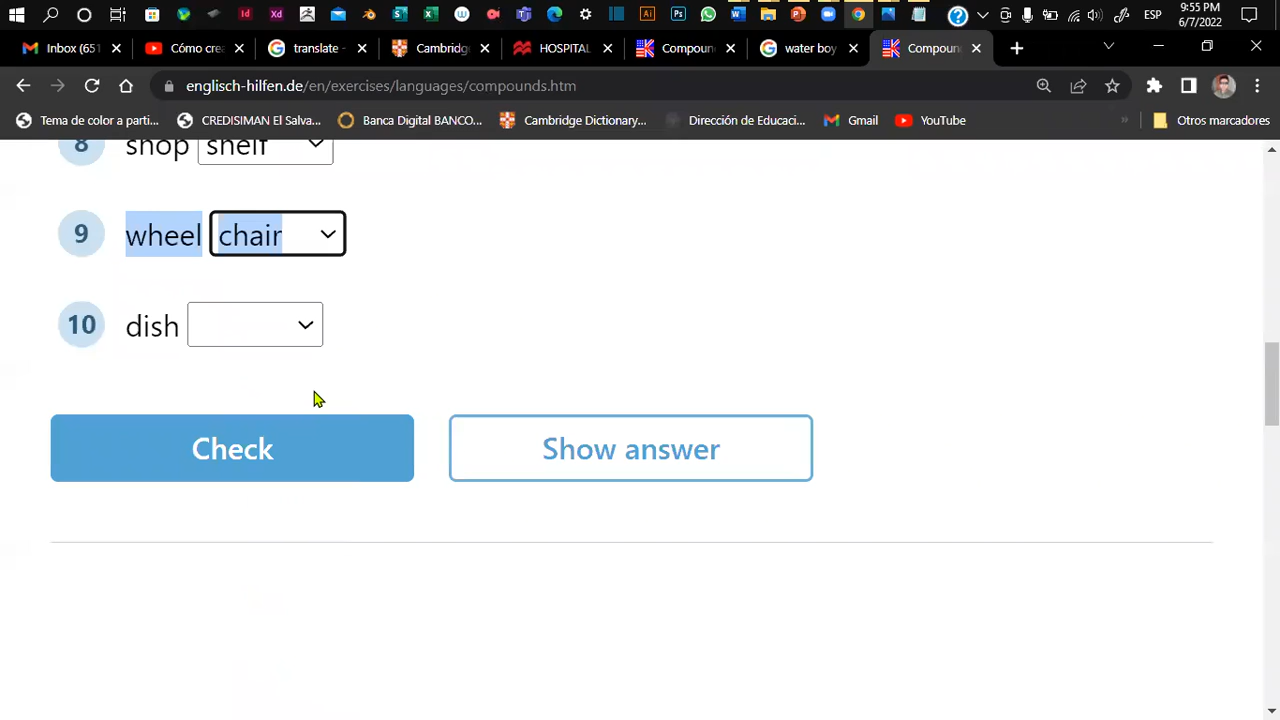 9:55 PM
ESP
6/7/2022
Inbox (651
Cómo crea
translate -
Cambridg
HOSPITAL
Compoun
water boy
Compoun
englisch-hilfen.de/en/exercises/languages/compounds.htm
Tema de color a parti...
CREDISIMAN El Salva...
Banca Digital BANCO...
Cambridge Dictionary...
Dirección de Educaci...
Gmail
YouTube
»
Otros marcadores
8 shop shelf
9 wheel chair
10 dish
Check
Show answer